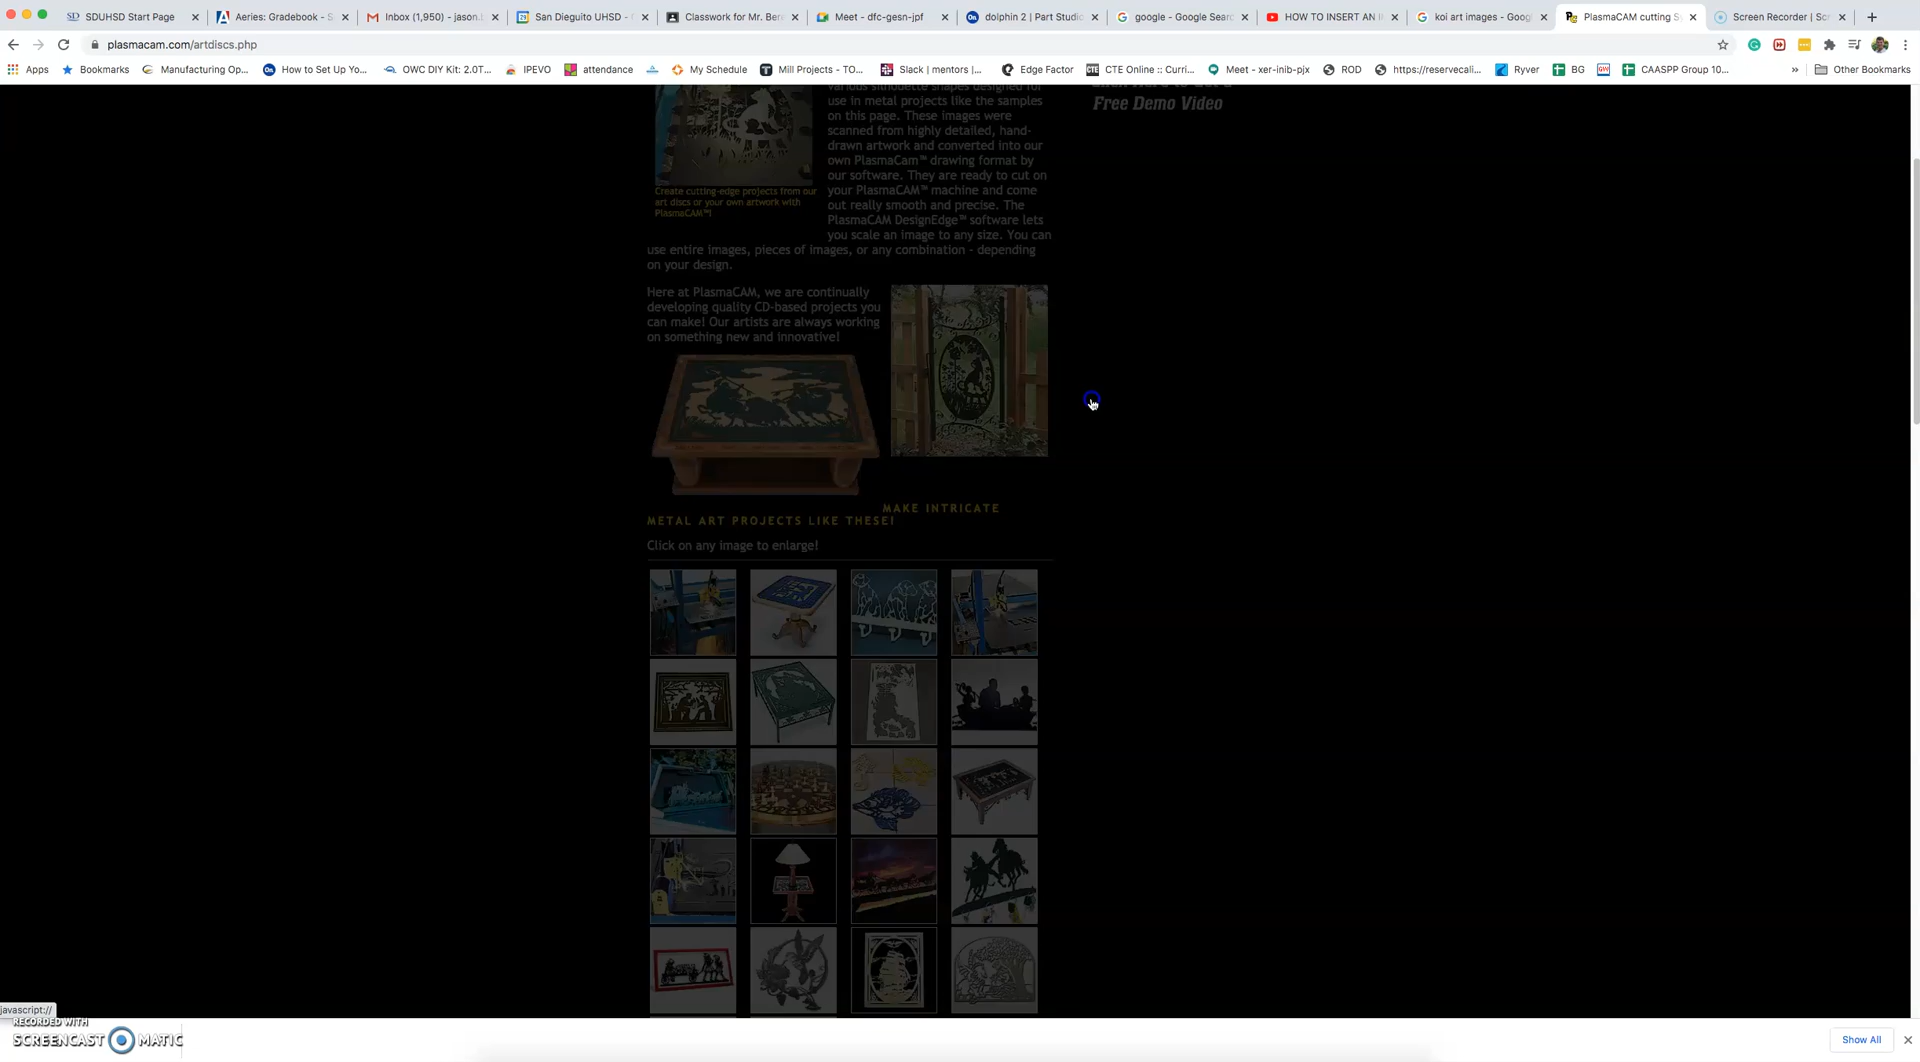 SDUHSD Start Page
Aeries: Gradebook - S
Inbox (1,950) - jason.b
San Dieguito UHSD -
Classwork for Mr. Ber
Meet - dfc-gesn-jpf
dolphin 2 | Part Studio
google - Google Sear
HOW TO INSERT AN I
koi art images - Goog
PlasmaCAM cutting S
Screen Recorder | Scr
plasmacam.com/artdiscs.php
Apps
Bookmarks
Manufacturing Op...
How to Set Up Yo...
OWC DIY Kit: 2.0T...
IPEVO
attendance
My Schedule
Mill Projects - TO...
Slack | mentors |...
Edge Factor
CTE Online :: Curri...
Meet - xer-inib-pjx
ROD
https://reservecali...
Ryver
BG
CAASPP Group 10...
»
Other Bookmarks
various silhouette shapes designed for
use in metal projects like the samples
on this page. These images were
scanned from highly detailed, hand-
drawn artwork and converted into our
own PlasmaCam™ drawing format by
our software. They are ready to cut on
your PlasmaCAM™ machine and come
out really smooth and precise. The
PlasmaCAM DesignEdge™ software lets
you scale an image to any size. You can
use entire images, pieces of images, or any combination - depending
on your design.
Create cutting-edge projects from our
art discs or your own artwork with
PlasmaCAM™!
Free Demo Video
Here at PlasmaCAM, we are continually
developing quality CD-based projects you
can make! Our artists are always working
on something new and innovative!
MAKE INTRICATE
METAL ART PROJECTS LIKE THESE!
Click on any image to enlarge!
javascript://
RECORDED WITH
SCREENCAST MATIC
Show All